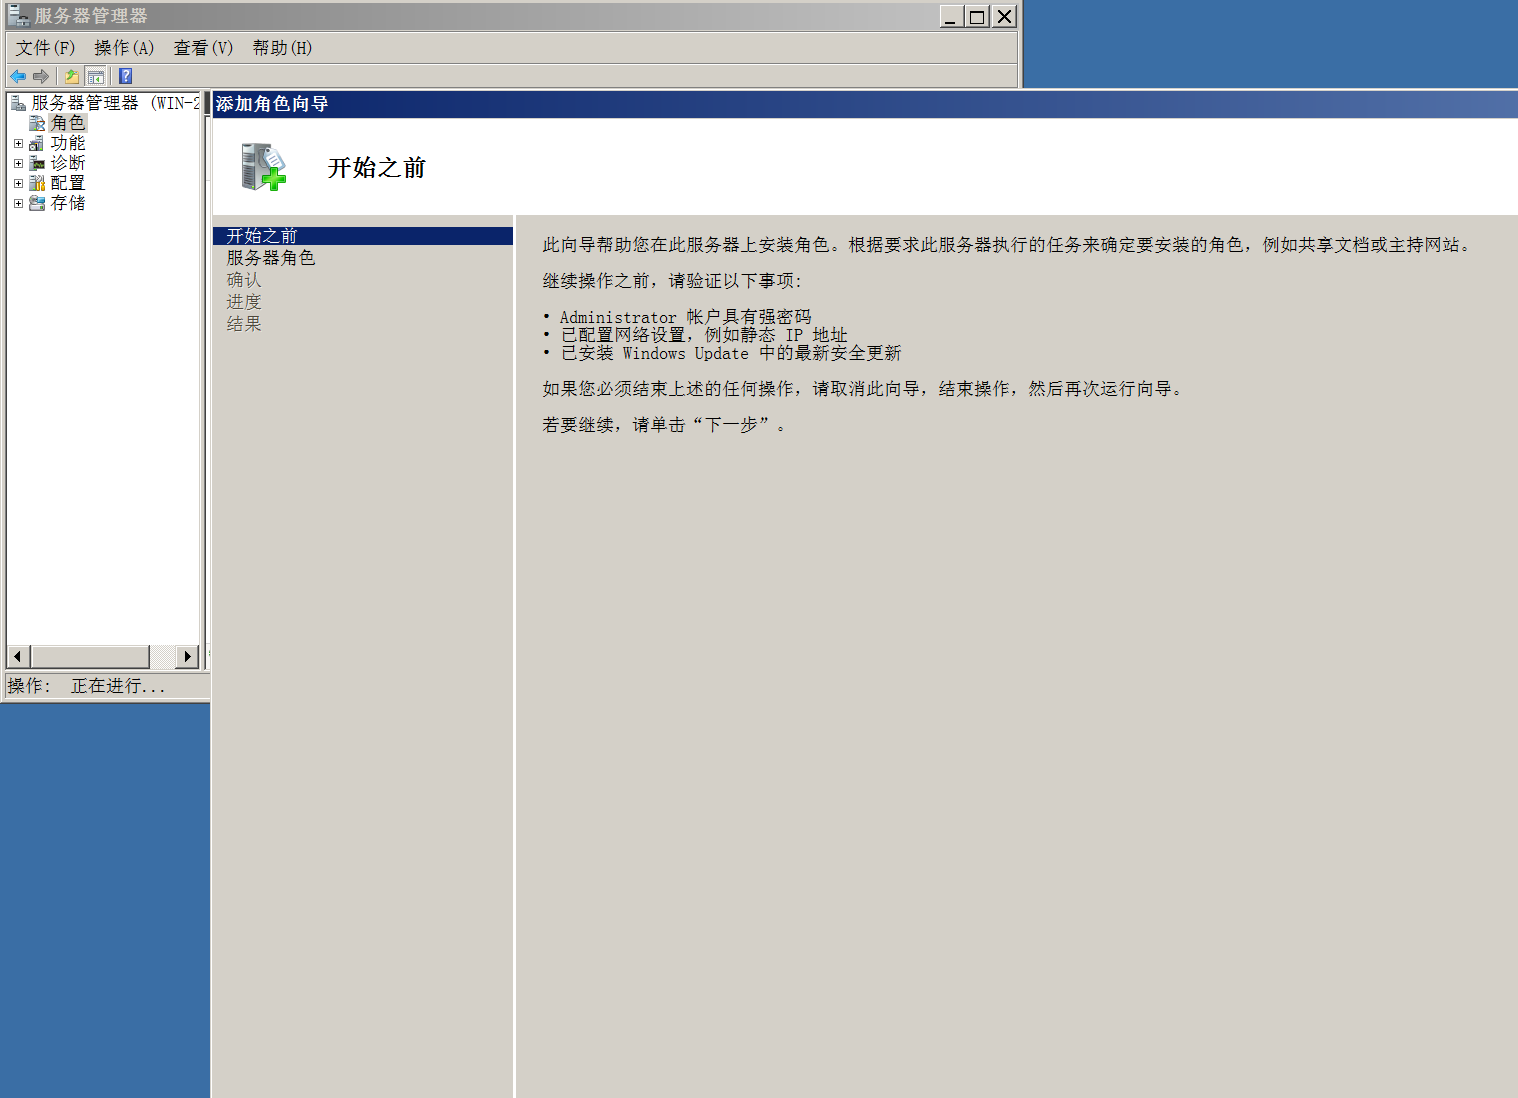 服务器管理器
文件(F) 操作(A) 查看(V) 帮助(H)
服务器管理器 (WIN-2
角色
功能
诊断
配置
存储
操作: 正在进行...
添加角色向导
开始之前
开始之前
服务器角色
确认
进度
结果
此向导帮助您在此服务器上安装角色。根据要求此服务器执行的任务来确定要安装的角色，例如共享文档或主持网站。
继续操作之前，请验证以下事项:
• Administrator 帐户具有强密码
• 已配置网络设置，例如静态 IP 地址
• 已安装 Windows Update 中的最新安全更新
如果您必须结束上述的任何操作，请取消此向导，结束操作，然后再次运行向导。
若要继续，请单击“下一步”。